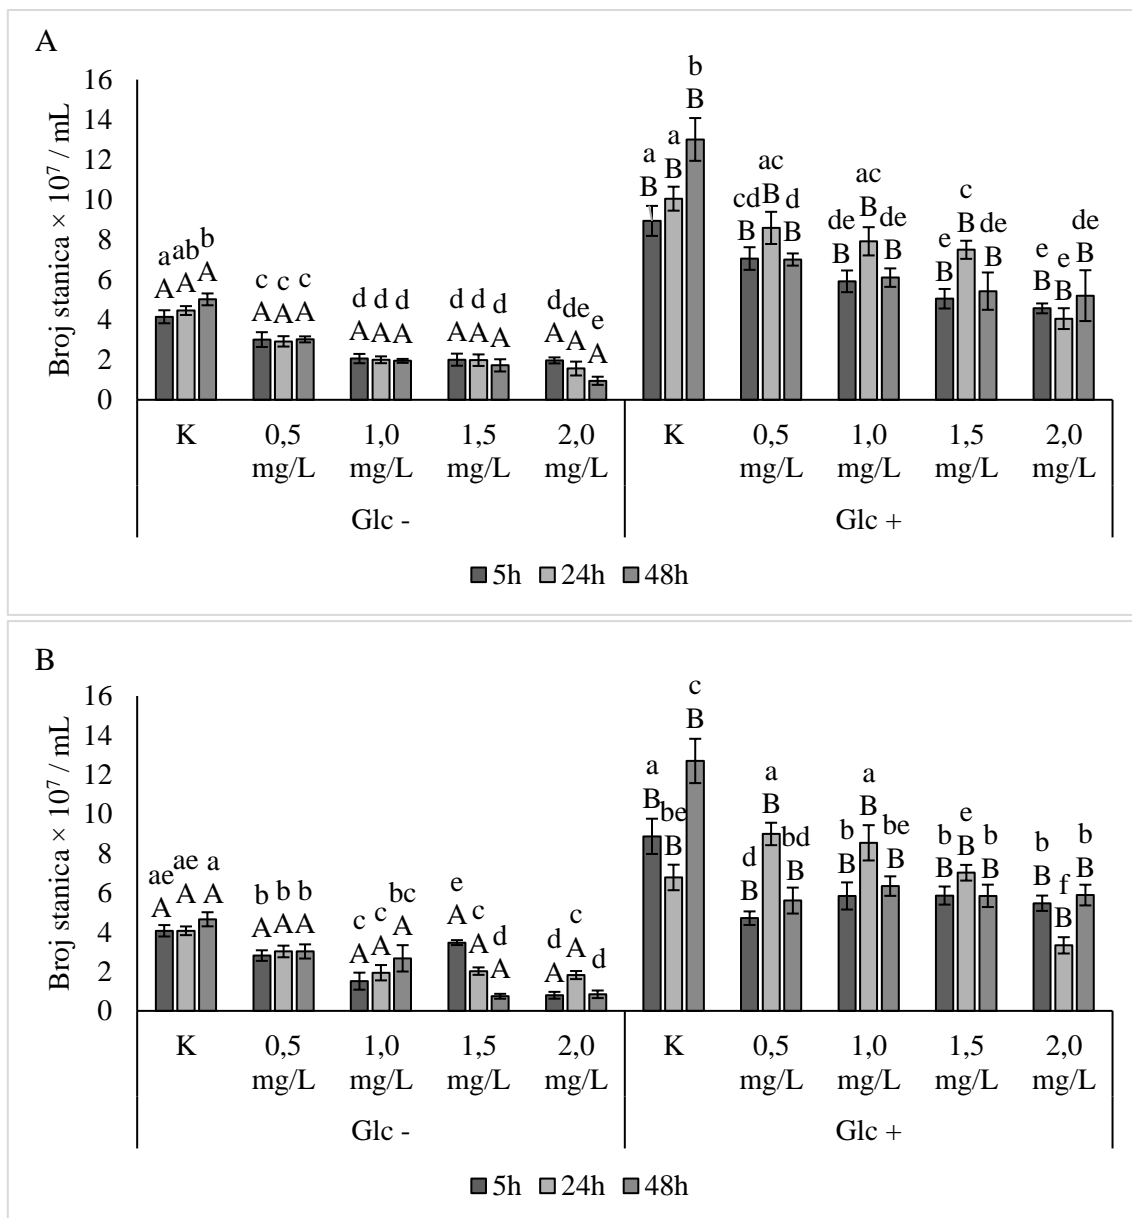 A
Broj stanica × 10⁷ / mL
16
14
12
10
8
6
4
2
0
a ab b
A A A
c c c
A A A
d d d
A A A
d d d
A A A
d de e
A A A
a a b
B B B
cd ac d
B B B
de ac de
B B B
e c de
B B B
e e de
B B B
K 0,5 mg/L 1,0 mg/L 1,5 mg/L 2,0 mg/L K 0,5 mg/L 1,0 mg/L 1,5 mg/L 2,0 mg/L
Glc - Glc +
5h 24h 48h
B
Broj stanica × 10⁷ / mL
16
14
12
10
8
6
4
2
0
ae ae a
A A A
b b b
A A A
c c bc
A A A
e c d
A A A
d c d
A A
a be c
B B B
d a bd
B B B
b a be
B B B
b e b
B B B
b f b
B B B
K 0,5 mg/L 1,0 mg/L 1,5 mg/L 2,0 mg/L K 0,5 mg/L 1,0 mg/L 1,5 mg/L 2,0 mg/L
Glc - Glc +
5h 24h 48h